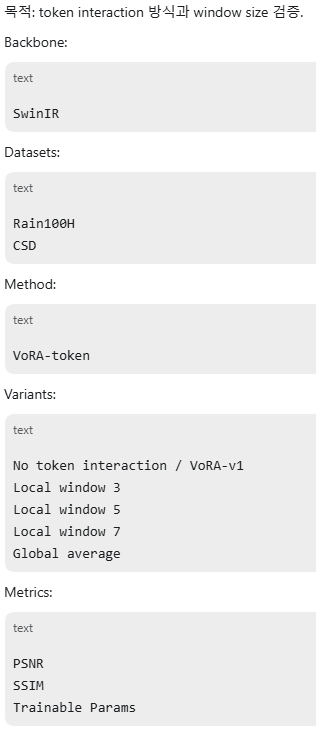 목적: token interaction 방식과 window size 검증.
Backbone:
text
SwinIR
Datasets:
text
Rain100H
CSD
Method:
text
VoRA-token
Variants:
text
No token interaction / VoRA-v1
Local window 3
Local window 5
Local window 7
Global average
Metrics:
text
PSNR
SSIM
Trainable Params